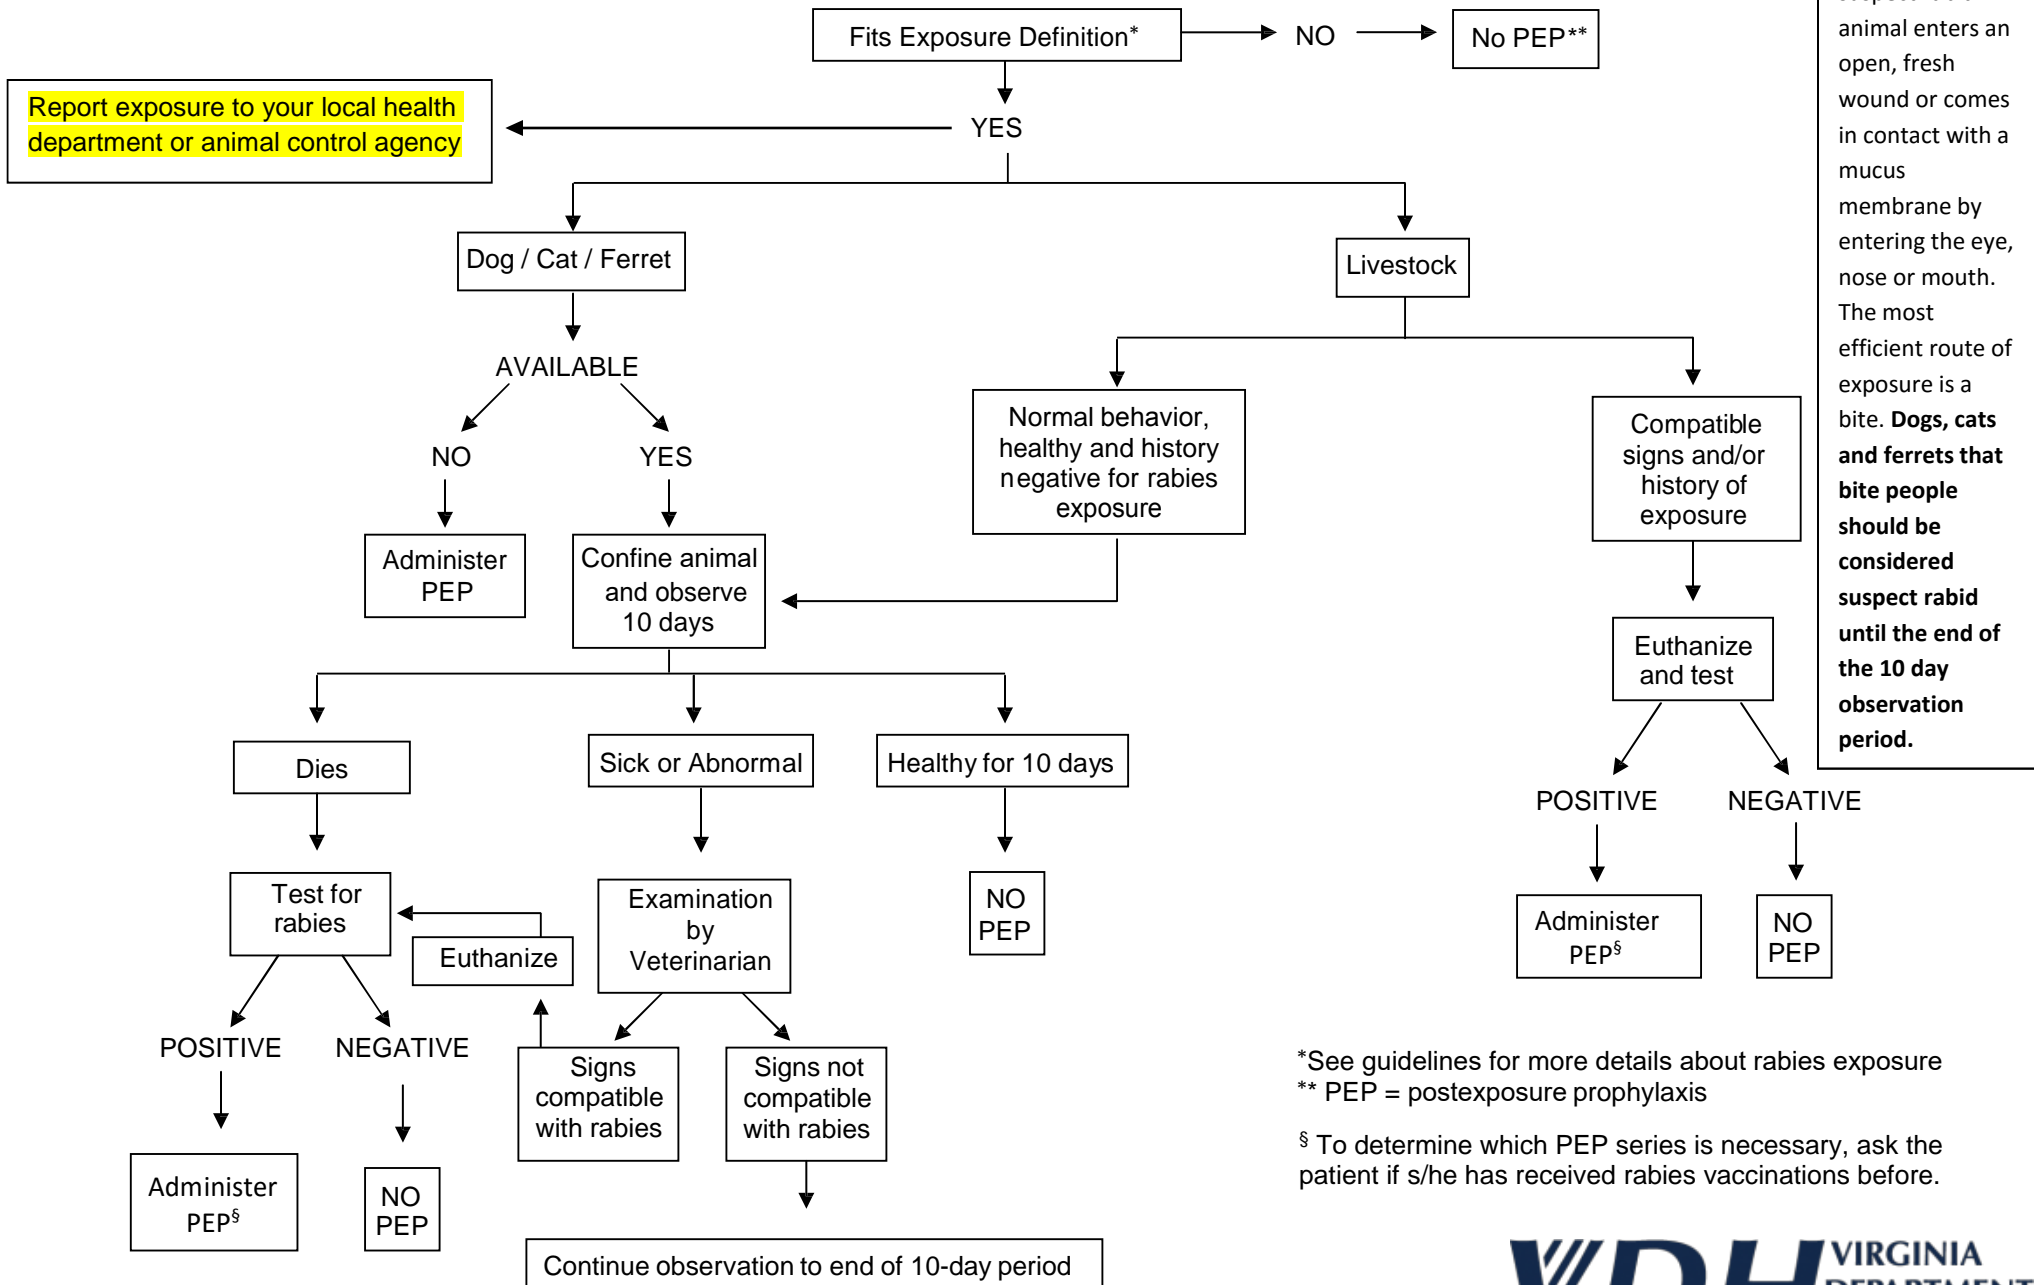 Fits Exposure Definition*
NO
No PEP**
Report exposure to your local health
department or animal control agency
YES
Dog / Cat / Ferret
Livestock
AVAILABLE
NO
YES
Administer
PEP
Confine animal
and observe
10 days
Normal behavior,
healthy and history
negative for rabies
exposure
Compatible
signs and/or
history of
exposure
Euthanize
and test
POSITIVE
NEGATIVE
Administer
PEP§
NO
PEP
Dies
Sick or Abnormal
Healthy for 10 days
Test for
rabies
Euthanize
Examination
by
Veterinarian
NO
PEP
POSITIVE
NEGATIVE
Signs
compatible
with rabies
Signs not
compatible
with rabies
Administer
PEP§
NO
PEP
Continue observation to end of 10-day period
animal enters an
open, fresh
wound or comes
in contact with a
mucus
membrane by
entering the eye,
nose or mouth.
The most
efficient route of
exposure is a
bite. Dogs, cats
and ferrets that
bite people
should be
considered
suspect rabid
until the end of
the 10 day
observation
period.
*See guidelines for more details about rabies exposure
** PEP = postexposure prophylaxis
§ To determine which PEP series is necessary, ask the
patient if s/he has received rabies vaccinations before.
VDH
VIRGINIA
DEPARTMENT